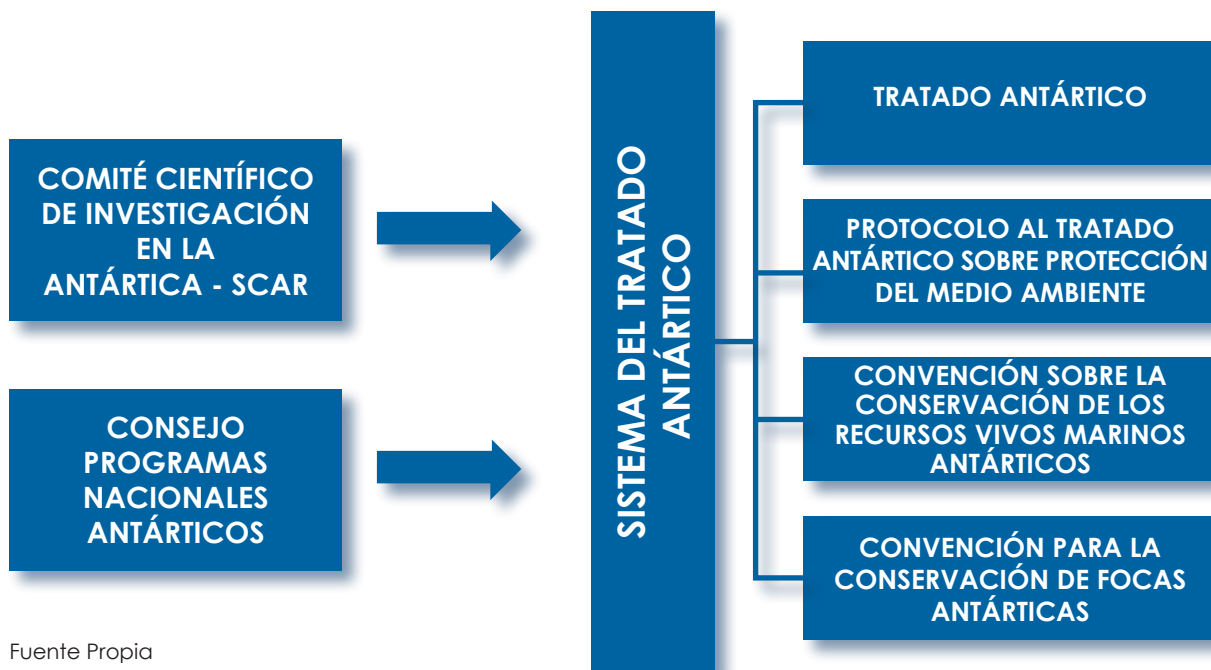 COMITÉ CIENTÍFICO
DE INVESTIGACIÓN
EN LA
ANTÁRTICA - SCAR
CONSEJO
PROGRAMAS
NACIONALES
ANTÁRTICOS
SISTEMA DEL TRATADO
ANTÁRTICO
TRATADO ANTÁRTICO
PROTOCOLO AL TRATADO
ANTÁRTICO SOBRE PROTECCIÓN
DEL MEDIO AMBIENTE
CONVENCIÓN SOBRE LA
CONSERVACIÓN DE LOS
RECURSOS VIVOS MARINOS
ANTÁRTICOS
CONVENCIÓN PARA LA
CONSERVACIÓN DE FOCAS
ANTÁRTICAS
Fuente Propia